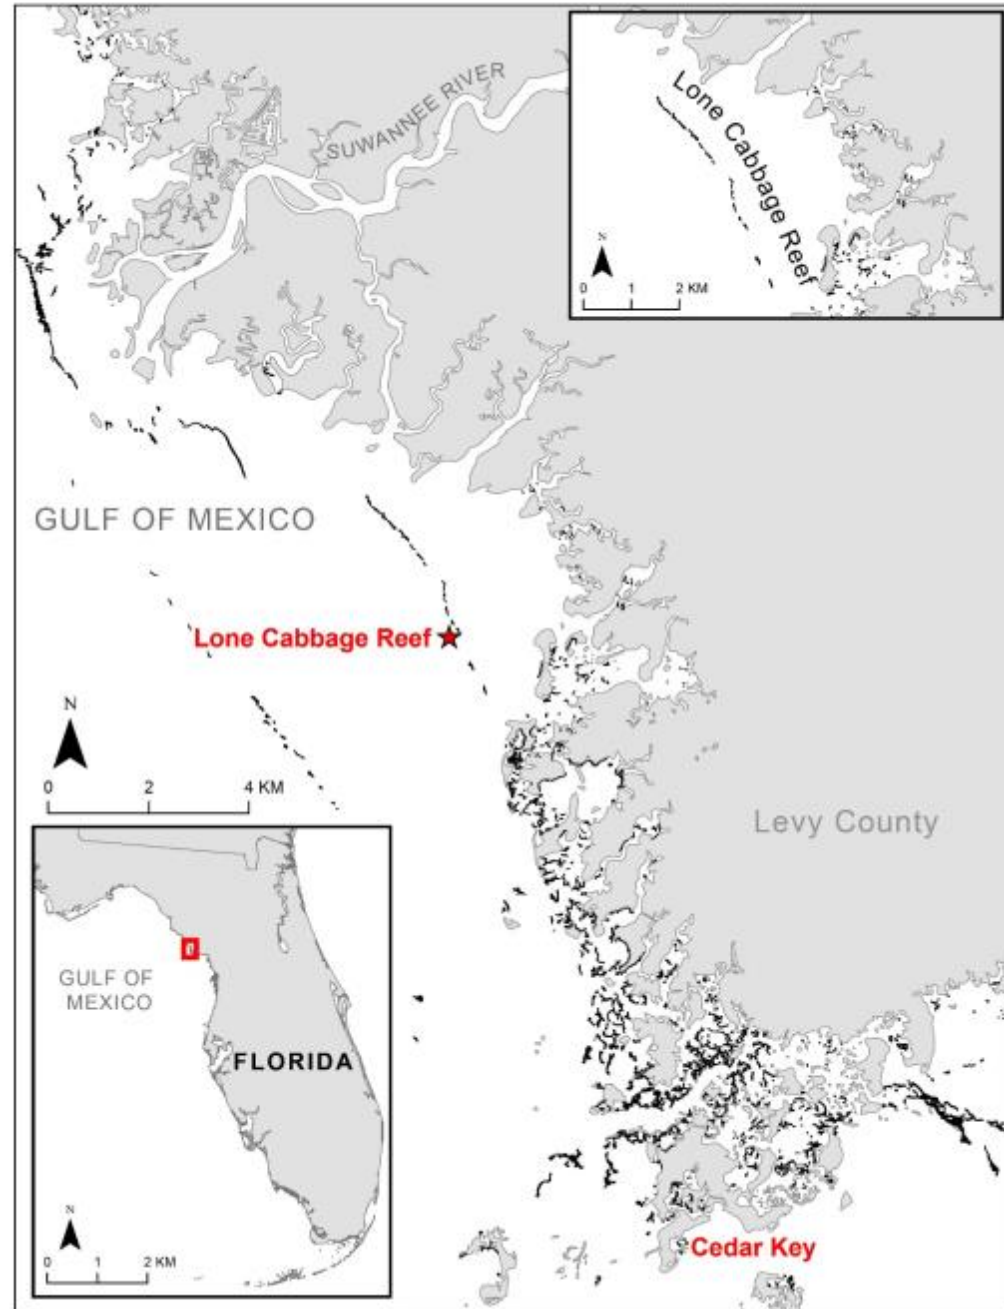 SUWANNEE RIVER
Lone Cabbage Reef
N
0 1 2 KM
GULF OF MEXICO
Lone Cabbage Reef
N
0 2 4 KM
Levy County
GULF OF
MEXICO
FLORIDA
N
0 1 2 KM
Cedar Key